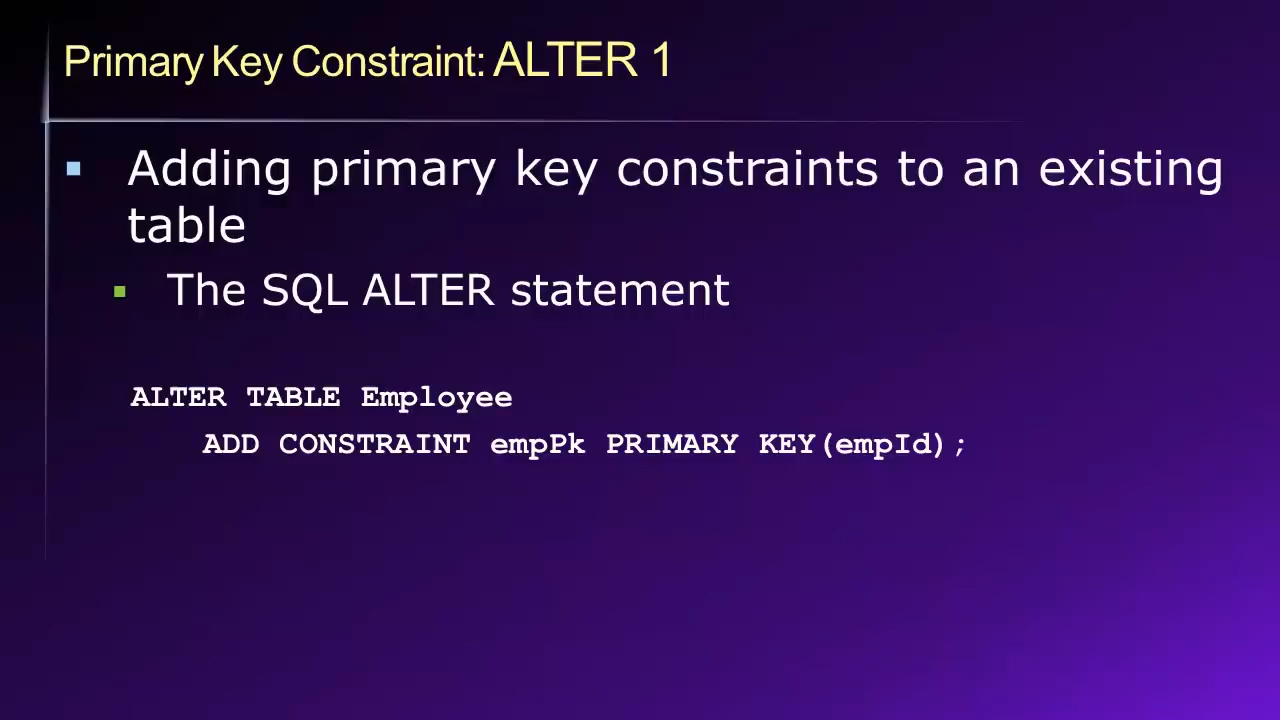 Primary Key Constraint: ALTER 1
Adding primary key constraints to an existing
table
The SQL ALTER statement
ALTER TABLE Employee
ADD CONSTRAINT empPk PRIMARY KEY(empId);